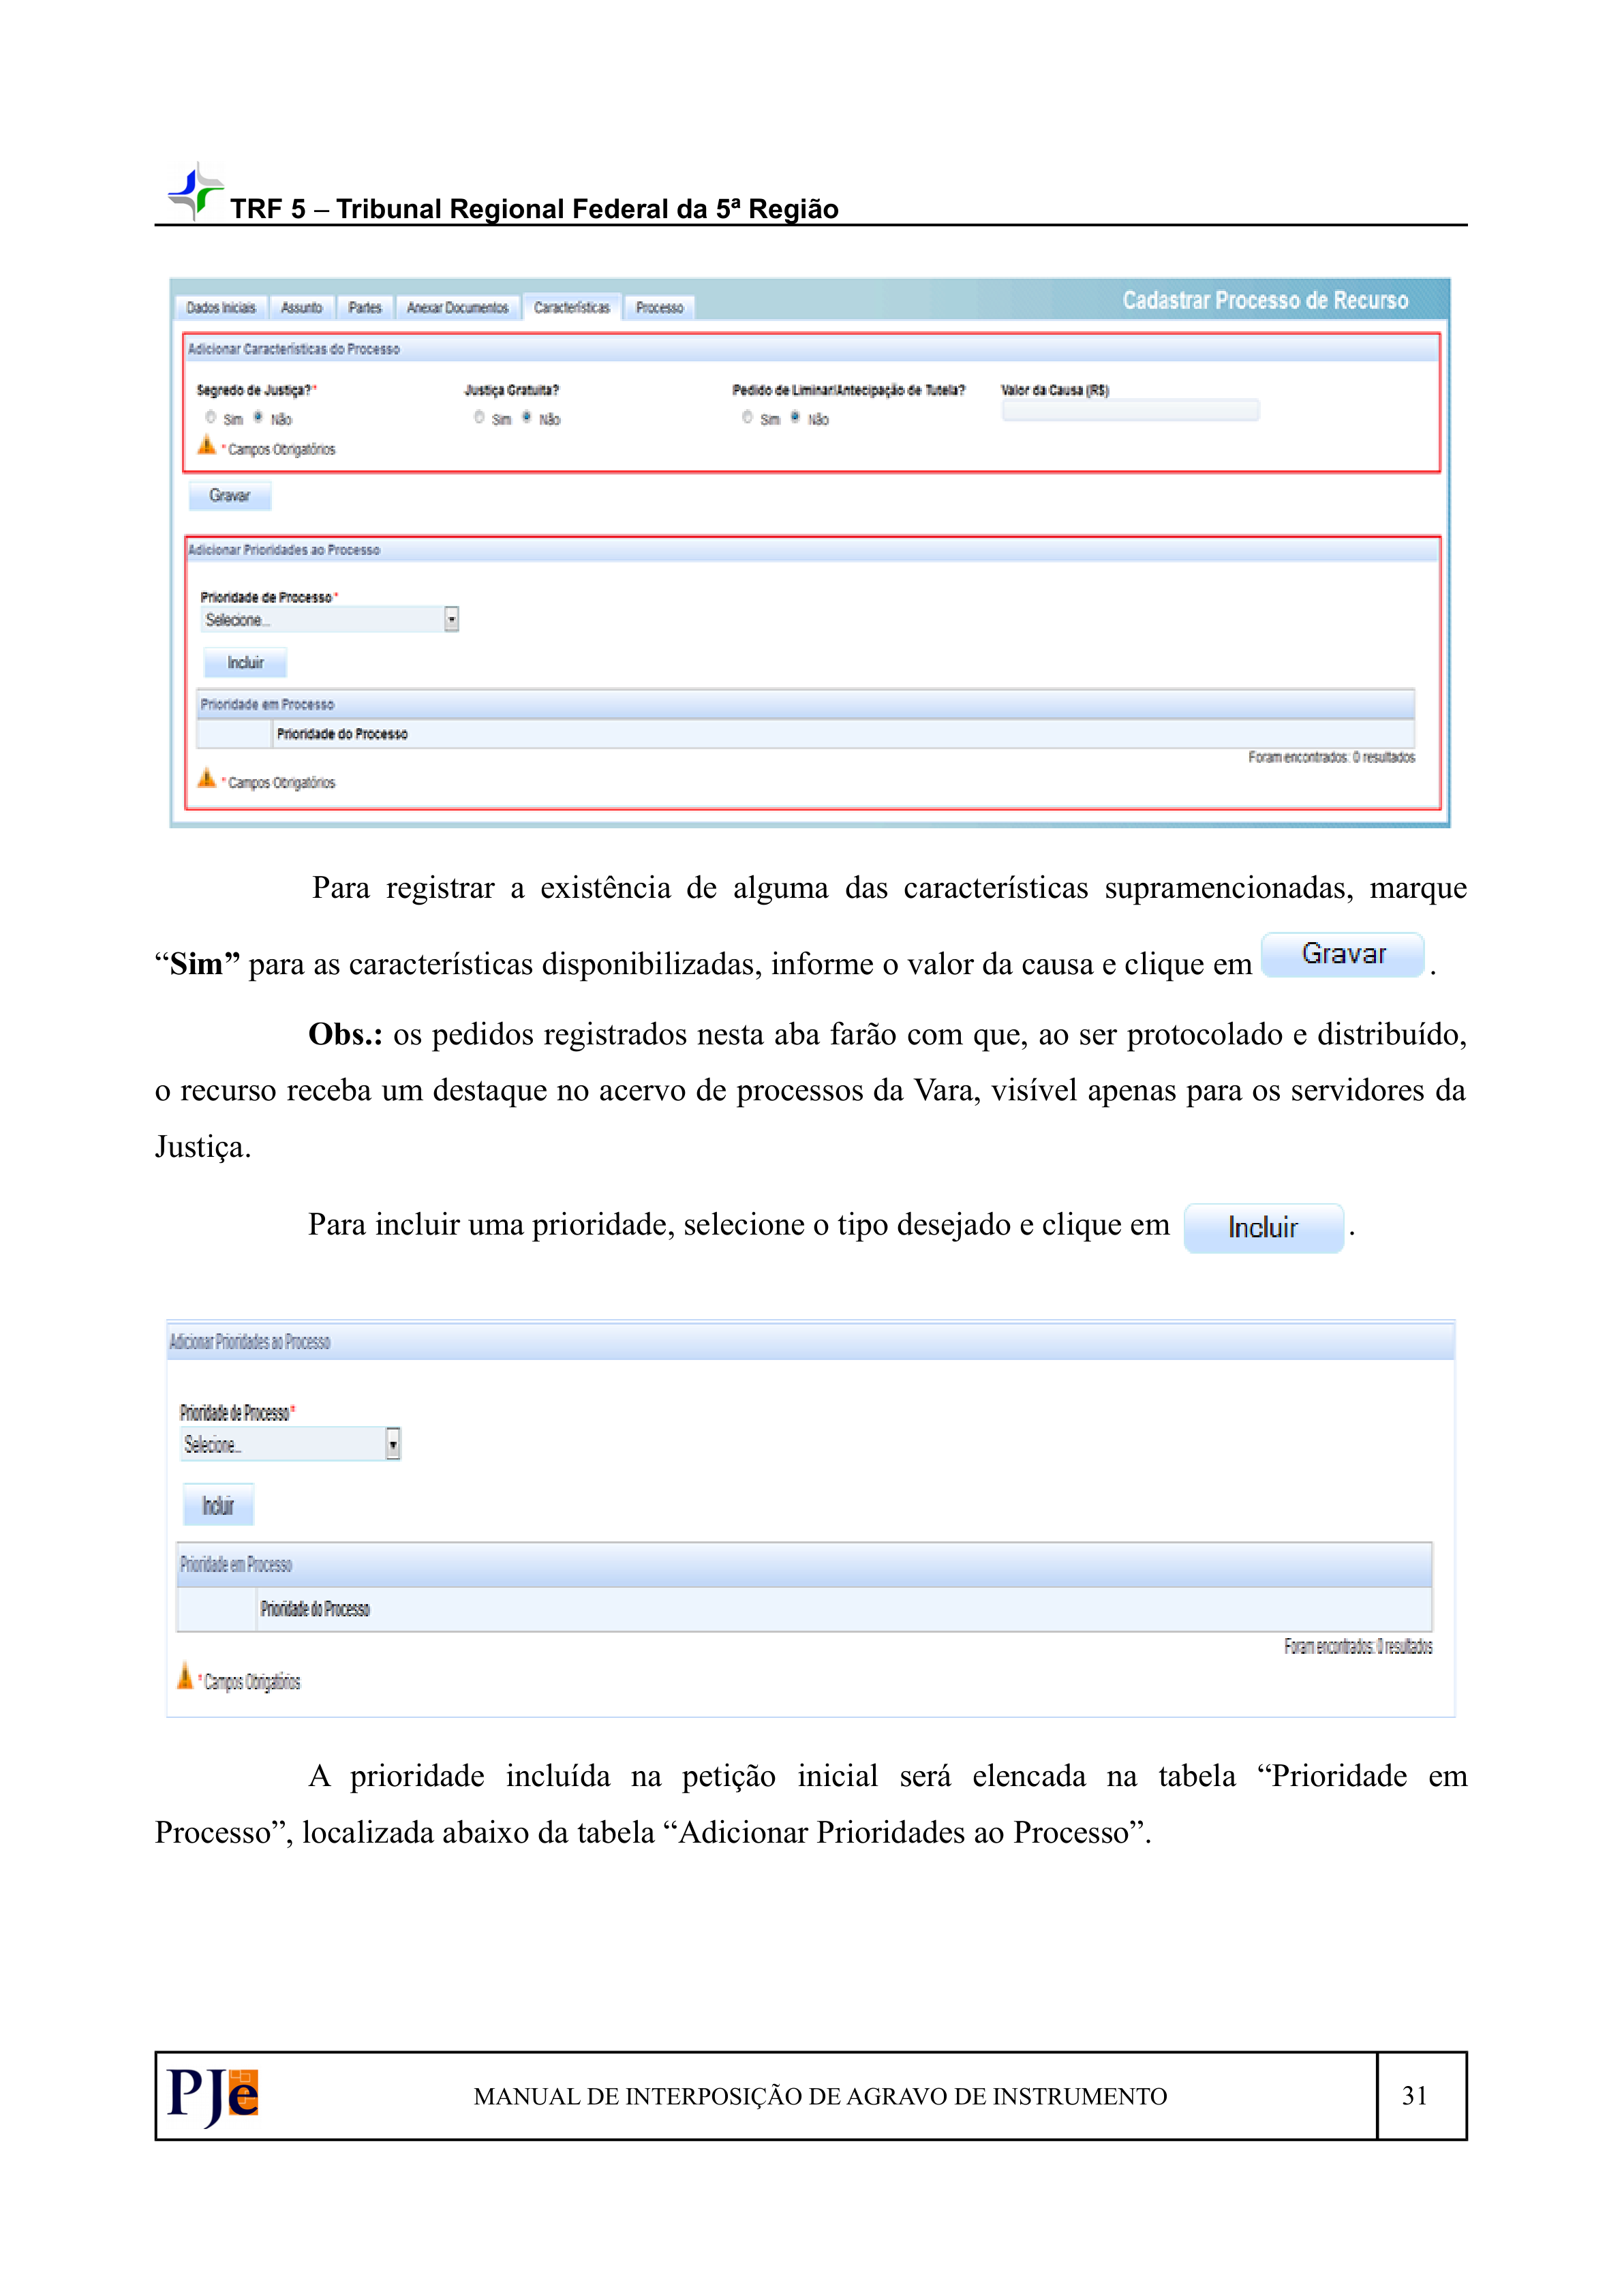 TRF 5 – Tribunal Regional Federal da 5ª Região
Dados Iniciais Assunto Partes Anexar Documentos Características Processo Cadastrar Processo de Recurso
Adicionar Características do Processo
Segredo de Justiça?* Justiça Gratuita? Pedido de Liminar/Antecipação de Tutela? Valor da Causa (R$)
Sim Não Sim Não Sim Não
* Campos Obrigatórios
Gravar
Adicionar Prioridades ao Processo
Prioridade de Processo*
Selecione...
Incluir
Prioridade em Processo
Prioridade do Processo
Foram encontrados: 0 resultados
* Campos Obrigatórios
Para registrar a existência de alguma das características supramencionadas, marque
“Sim” para as características disponibilizadas, informe o valor da causa e clique em Gravar .
Obs.: os pedidos registrados nesta aba farão com que, ao ser protocolado e distribuído,
o recurso receba um destaque no acervo de processos da Vara, visível apenas para os servidores da
Justiça.
Para incluir uma prioridade, selecione o tipo desejado e clique em Incluir .
Adicionar Prioridades ao Processo
Prioridade de Processo*
Selecione...
Incluir
Prioridade em Processo
Prioridade do Processo
Foram encontrados: 0 resultados
* Campos Obrigatórios
A prioridade incluída na petição inicial será elencada na tabela “Prioridade em
Processo”, localizada abaixo da tabela “Adicionar Prioridades ao Processo”.
PJe MANUAL DE INTERPOSIÇÃO DE AGRAVO DE INSTRUMENTO 31